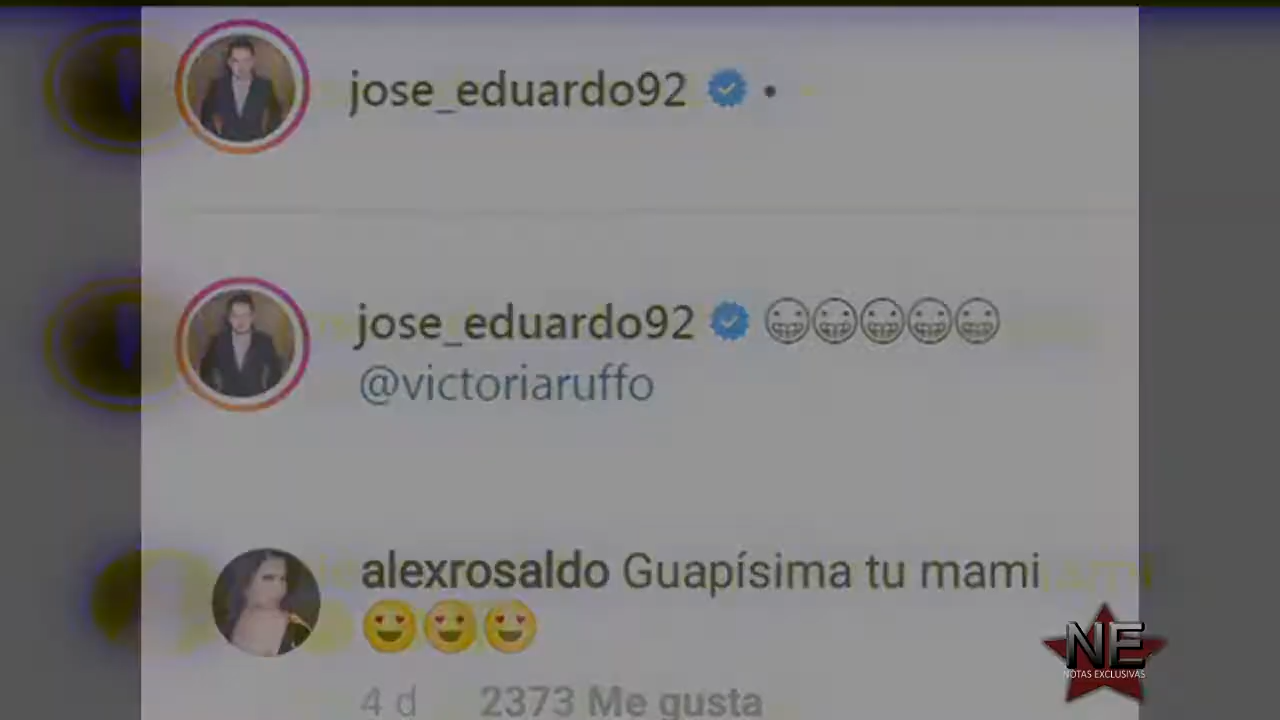 jose_eduardo92 •
jose_eduardo92 😁😁😁😁😁
@victoriaruffo
alexrosaldo Guapísima tu mami
😍😍😍
4 d 2373 Me gusta
NE
NOTAS EXCLUSIVAS